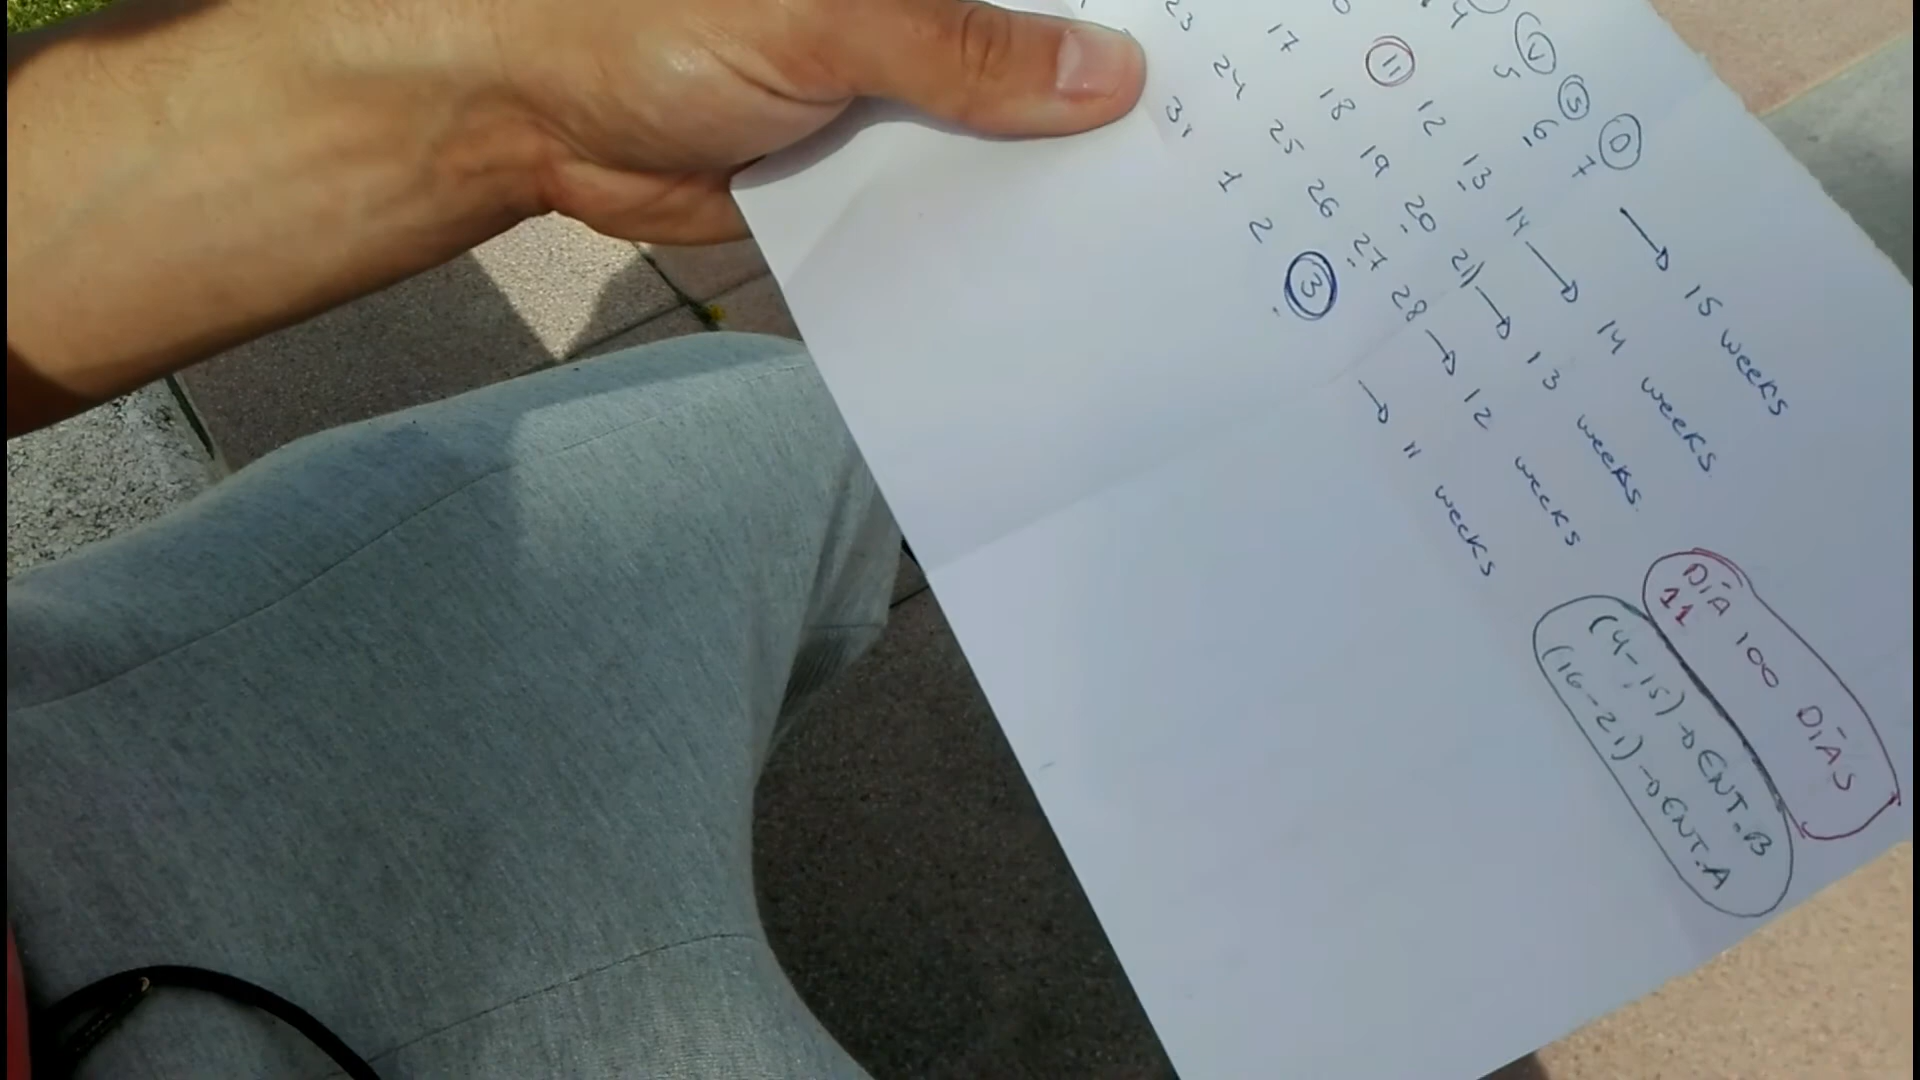 V S D
4 5 6 7 → 15 weeks
11 12 13 14 → 14 weeks
17 18 19 20 21 → 13 weeks
23 24 25 26 27 28 → 12 weeks
31 1 2 3 → 11 weeks
DÍA 100 DÍAS
11
(4-15) → ENT.B
(16-21) → ENT.A